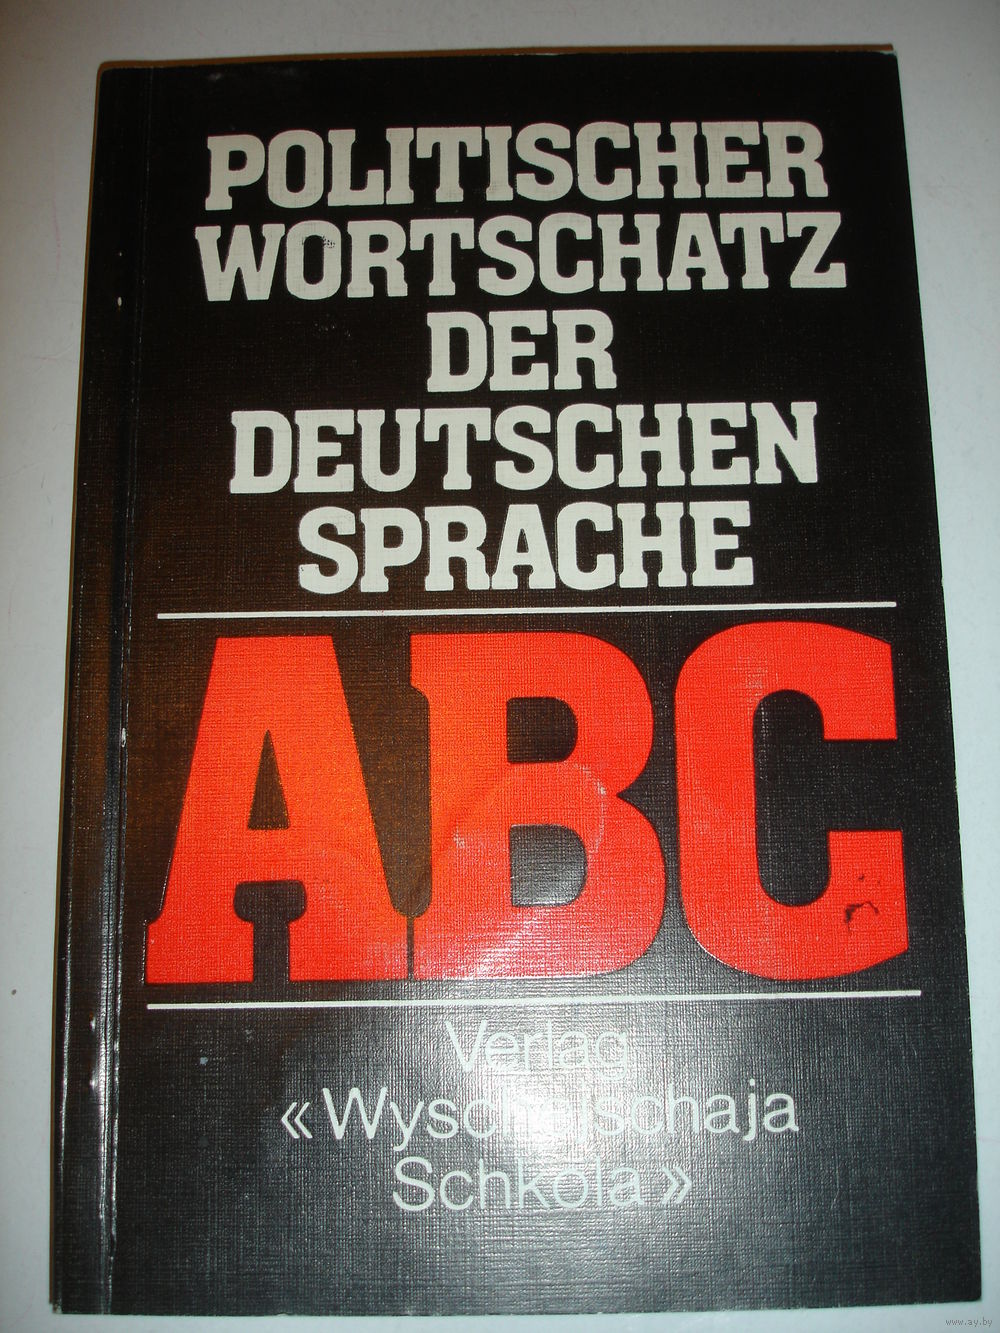 POLITISCHER
WORTSCHATZ
DER
DEUTSCHEN
SPRACHE
ABC
Verlag
«Wyschejschaja
Schkola»
www.ay.by